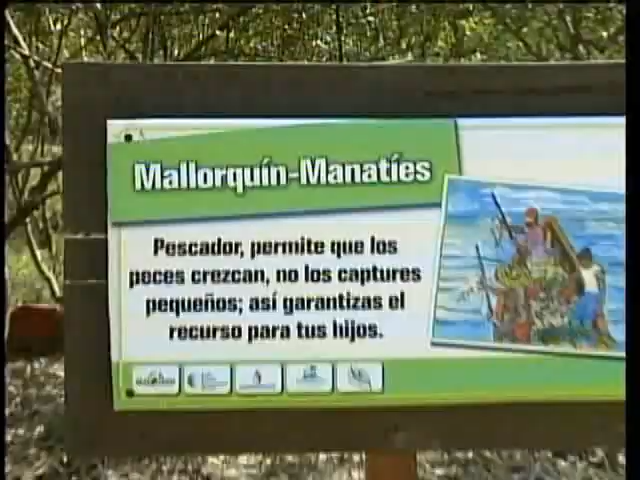 Mallorquín-Manatíes
Pescador, permite que los
peces crezcan, no los captures
pequeños; así garantizas el
recurso para tus hijos.